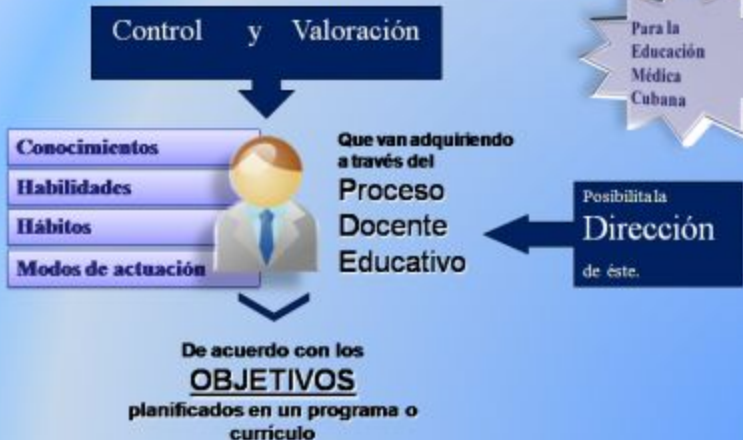 Control y Valoración
Para la
Educación
Médica
Cubana
Conocimientos
Habilidades
Hábitos
Modos de actuación
Que van adquiriendo
a través del
Proceso
Docente
Educativo
Posibilita la
Dirección
de éste.
De acuerdo con los
OBJETIVOS
planificados en un programa o
currículo